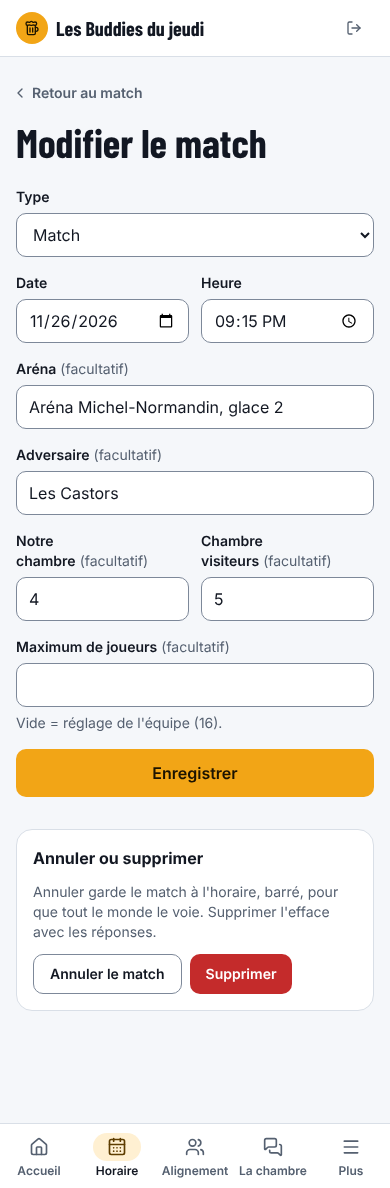 Les Buddies du jeudi
Retour au match
Modifier le match
Type
Match
Date
Heure
11/26/2026
09:15 PM
Aréna (facultatif)
Aréna Michel-Normandin, glace 2
Adversaire (facultatif)
Les Castors
Notre
chambre (facultatif)
Chambre
visiteurs (facultatif)
4
5
Maximum de joueurs (facultatif)
Vide = réglage de l'équipe (16).
Enregistrer
Annuler ou supprimer
Annuler garde le match à l'horaire, barré, pour
que tout le monde le voie. Supprimer l'efface
avec les réponses.
Annuler le match
Supprimer
Accueil
Horaire
Alignement
La chambre
Plus